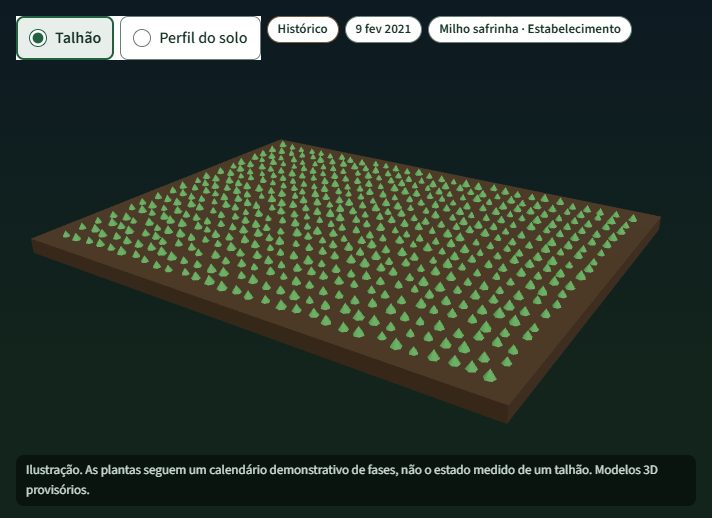 Talhão
Perfil do solo
Histórico
9 fev 2021
Milho safrinha · Estabelecimento
Ilustração. As plantas seguem um calendário demonstrativo de fases, não o estado medido de um talhão. Modelos 3D
provisórios.